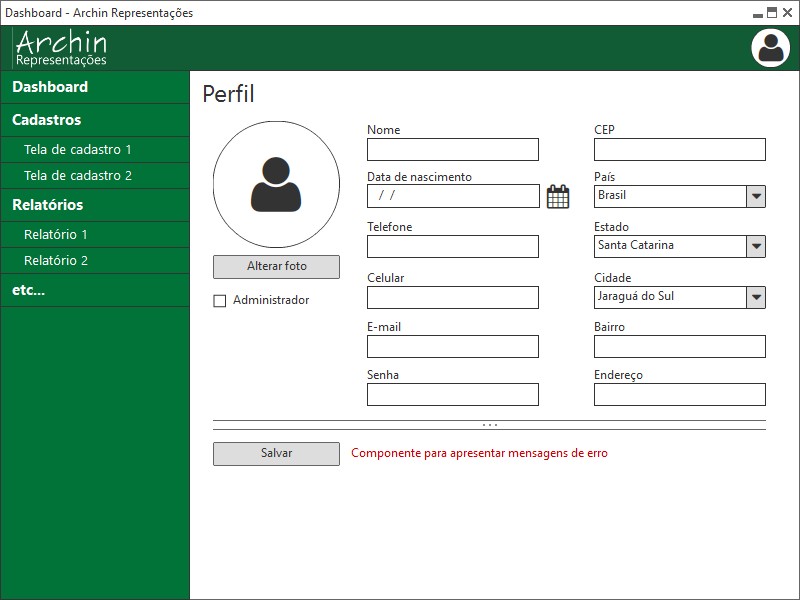 Dashboard - Archin Representações
Archin
Representações
Dashboard
Cadastros
Tela de cadastro 1
Tela de cadastro 2
Relatórios
Relatório 1
Relatório 2
etc...
Perfil
Alterar foto
Administrador
Nome
Data de nascimento
/ /
Telefone
Celular
E-mail
Senha
CEP
País
Brasil
Estado
Santa Catarina
Cidade
Jaraguá do Sul
Bairro
Endereço
Salvar
Componente para apresentar mensagens de erro